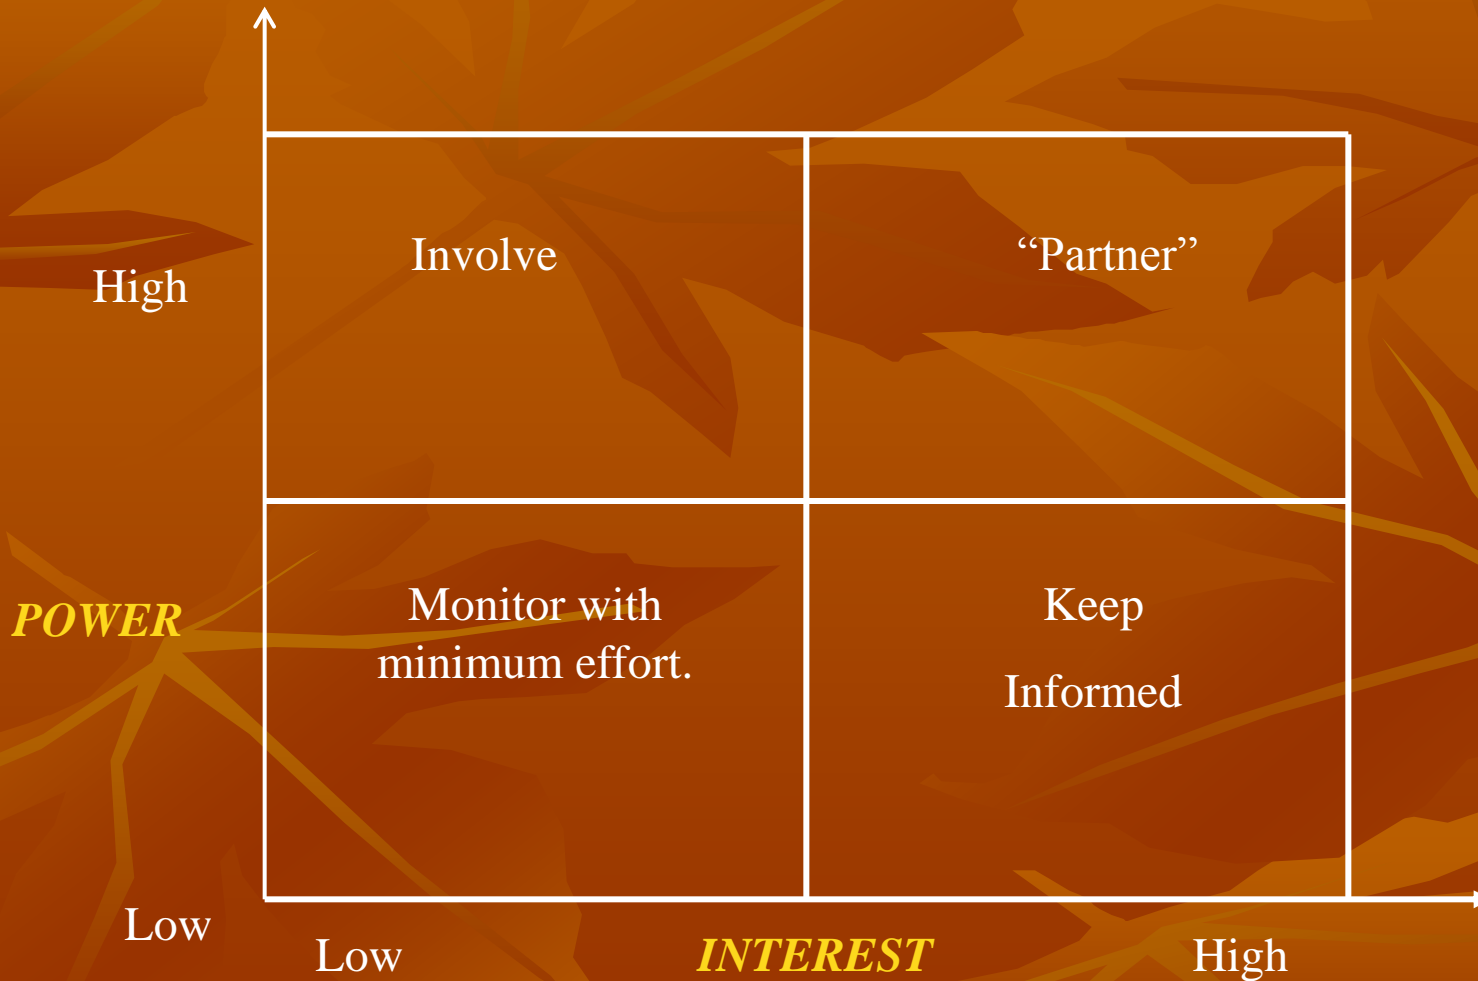 Involve
“Partner”
High
Monitor with
minimum effort.
Keep
Informed
POWER
Low
Low
INTEREST
High